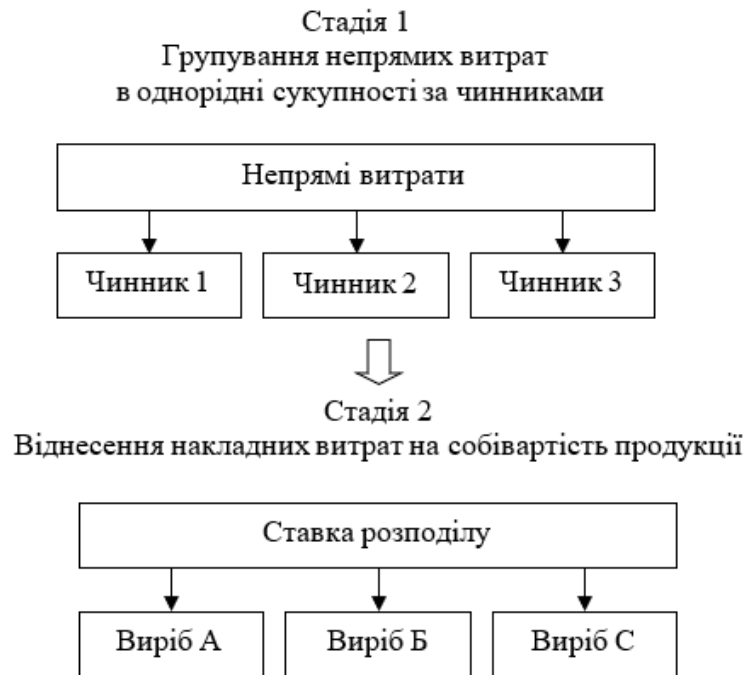 Стадія 1
Групування непрямих витрат
в однорідні сукупності за чинниками
Непрямі витрати
Чинник 1
Чинник 2
Чинник 3
Стадія 2
Віднесення накладних витрат на собівартість продукції
Ставка розподілу
Виріб А
Виріб Б
Виріб С